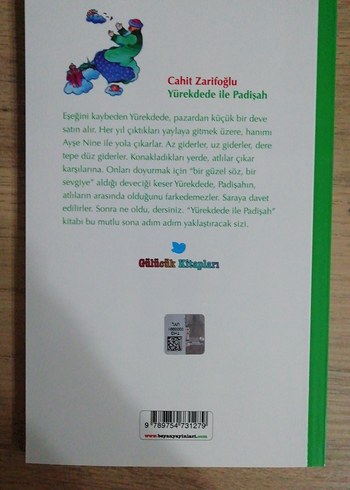 Cahit Zarifoğlu
Yürekdede ile Padişah
Eşeğini kaybeden Yürekdede, pazardan küçük bir deve
satın alır. Her yıl çıktıkları yaylaya gitmek üzere, hanımı
Ayşe Nine ile yola çıkarlar. Az giderler, uz giderler, dere
tepe düz giderler. Konakladıkları yerde, atlılar çıkar
karşılarına. Onları doyurmak için "bir güzel söz, bir
sevgiye" aldığı deveciği keser Yürekdede, Padişahın,
atlıların arasında olduğunu farkedemezler. Saraya davet
edilirler. Sonra ne oldu, dersiniz. "Yürekdede ile Padişah"
kitabı bu mutlu sona adım adım yaklaştıracak sizi.
Gülücük Kitapları
9 789754 731279
www.beyanyayinlari.com